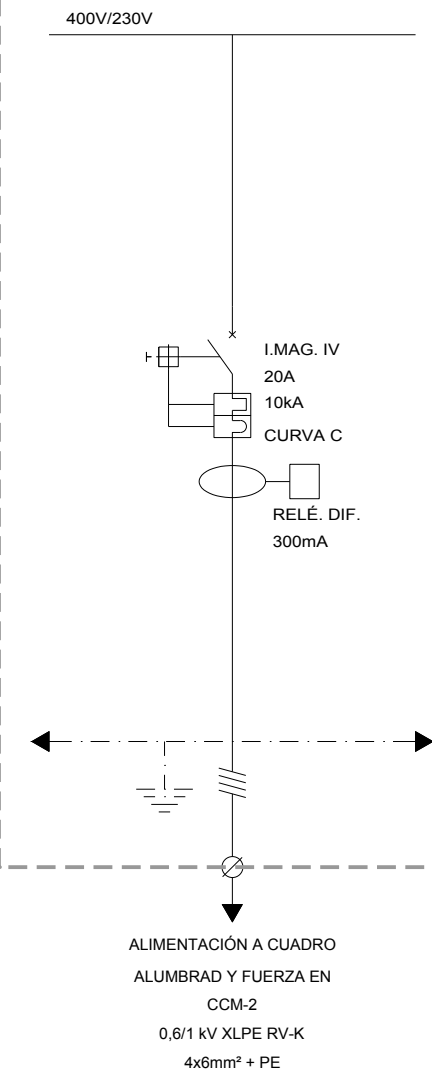 400V/230V
I.MAG. IV
20A
10kA
CURVA C
RELÉ. DIF.
300mA
ALIMENTACIÓN A CUADRO
ALUMBRAD Y FUERZA EN
CCM-2
0,6/1 kV XLPE RV-K
4x6mm² + PE